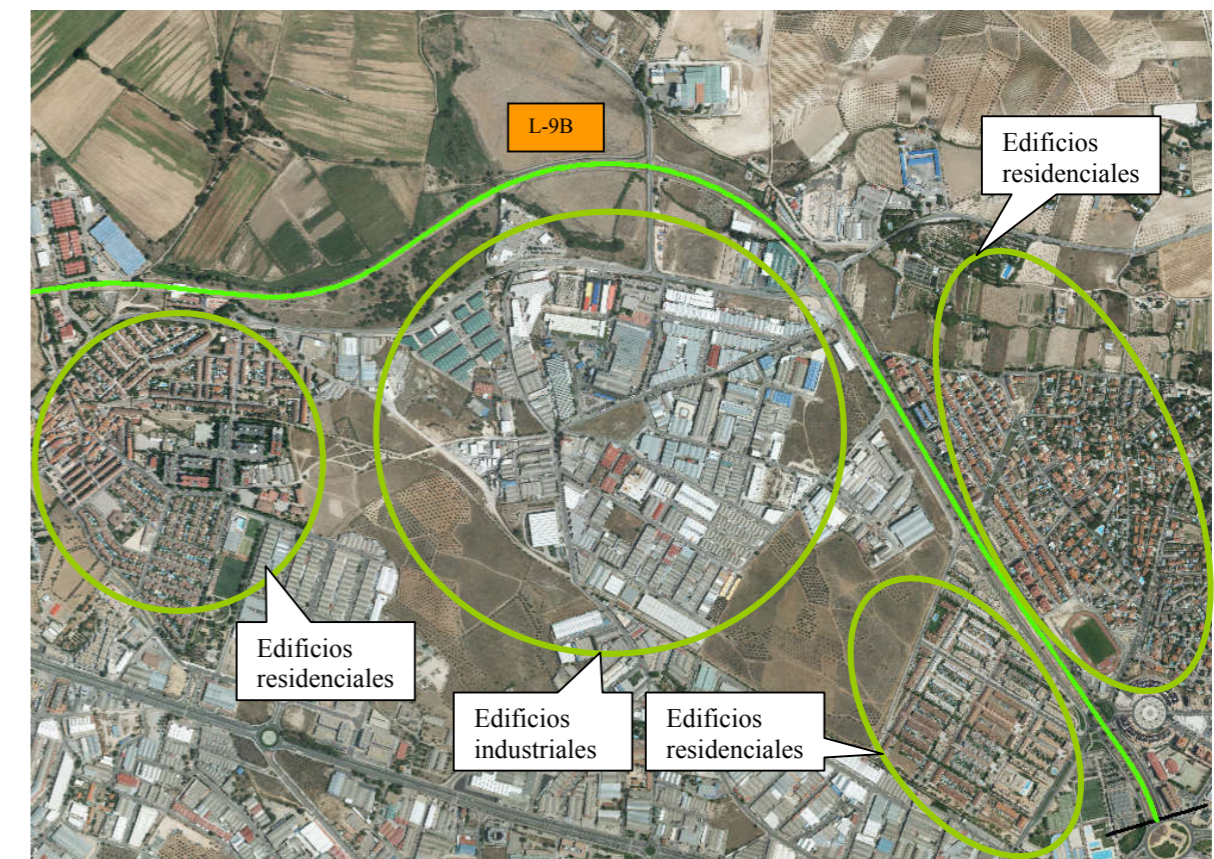 L-9B
Edificios
residenciales
Edificios
residenciales
Edificios
industriales
Edificios
residenciales